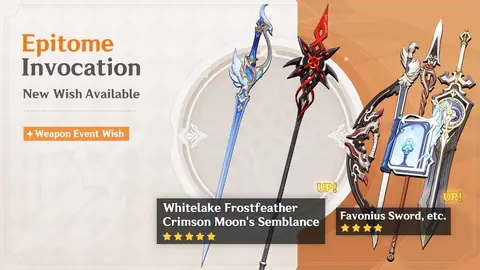 Epitome
Invocation
New Wish Available
Weapon Event Wish
UP!
Whitelake Frostfeather
Crimson Moon's Semblance
UP!
Favonius Sword, etc.